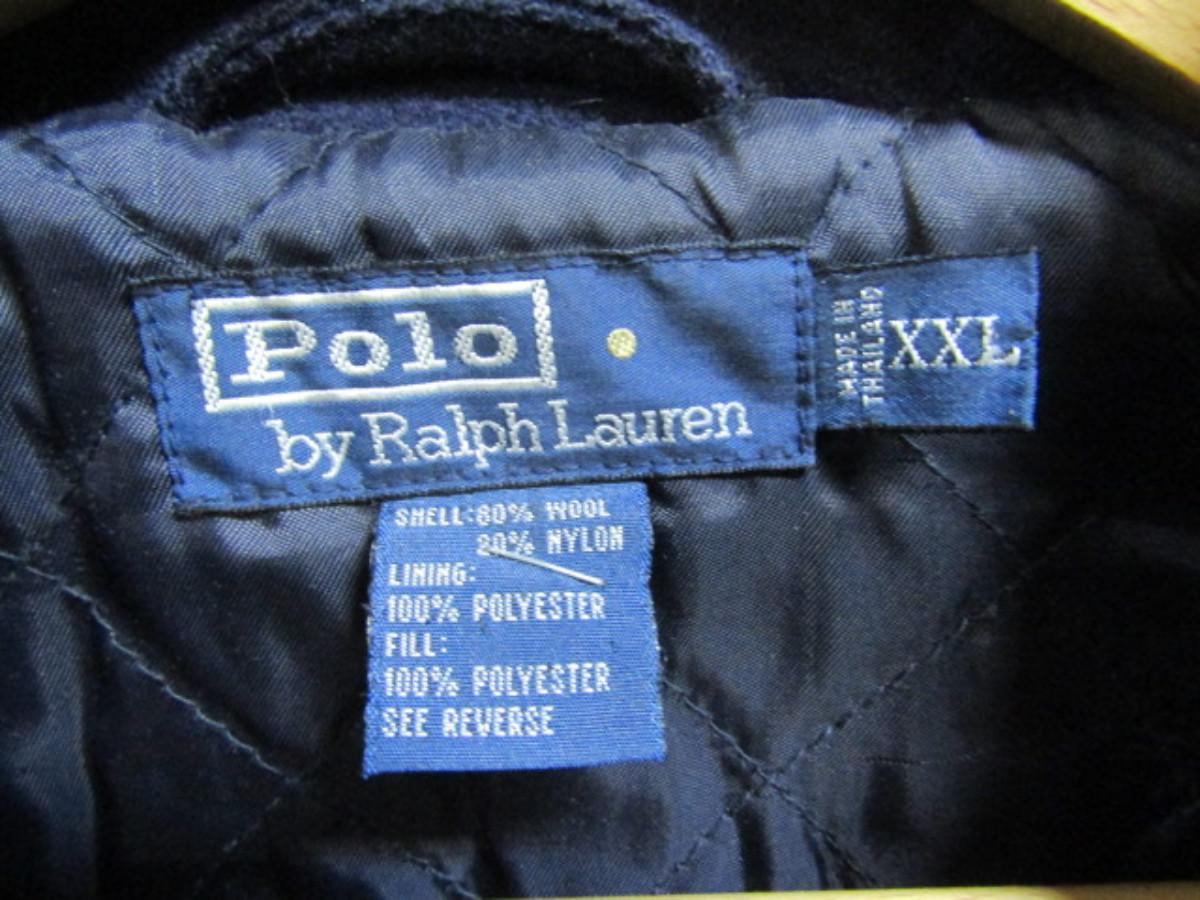 Polo
by Ralph Lauren
MADE IN
THAILAND
XXL
SHELL:80% WOOL
20% NYLON
LINING:
100% POLYESTER
FILL:
100% POLYESTER
SEE REVERSE